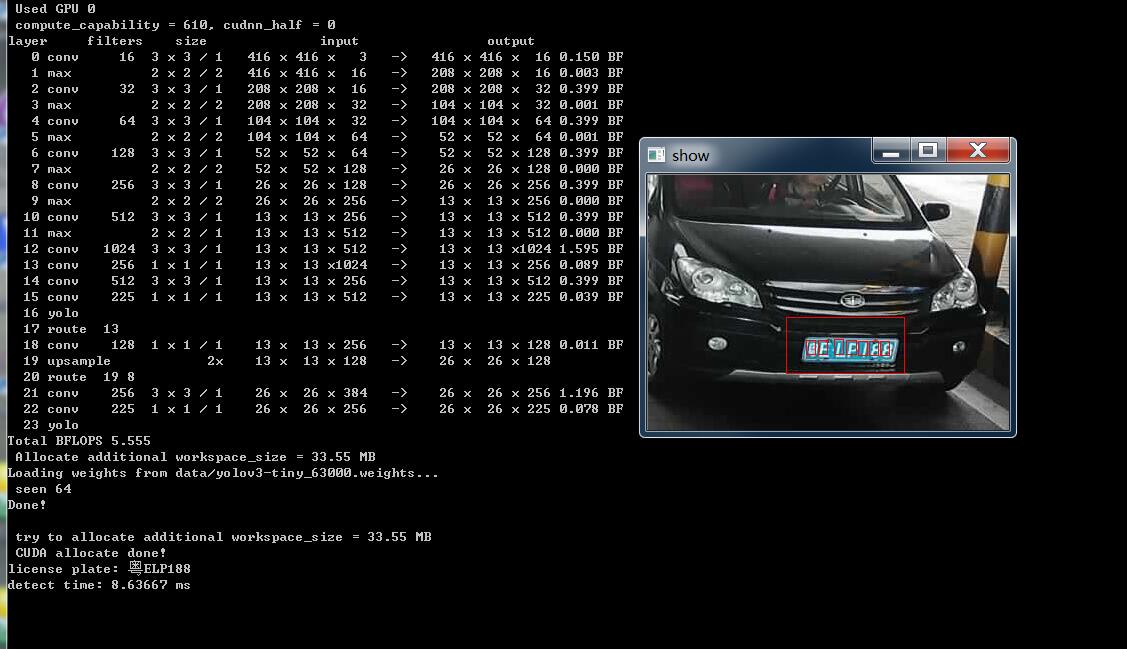 Used GPU 0
compute_capability = 610, cudnn_half = 0
layer filters size input output
0 conv 16 3 x 3 / 1 416 x 416 x 3 -> 416 x 416 x 16 0.150 BF
1 max 2 x 2 / 2 416 x 416 x 16 -> 208 x 208 x 16 0.003 BF
2 conv 32 3 x 3 / 1 208 x 208 x 16 -> 208 x 208 x 32 0.399 BF
3 max 2 x 2 / 2 208 x 208 x 32 -> 104 x 104 x 32 0.001 BF
4 conv 64 3 x 3 / 1 104 x 104 x 32 -> 104 x 104 x 64 0.399 BF
5 max 2 x 2 / 2 104 x 104 x 64 -> 52 x 52 x 64 0.001 BF
6 conv 128 3 x 3 / 1 52 x 52 x 64 -> 52 x 52 x 128 0.399 BF
7 max 2 x 2 / 2 52 x 52 x 128 -> 26 x 26 x 128 0.000 BF
8 conv 256 3 x 3 / 1 26 x 26 x 128 -> 26 x 26 x 256 0.399 BF
9 max 2 x 2 / 2 26 x 26 x 256 -> 13 x 13 x 256 0.000 BF
10 conv 512 3 x 3 / 1 13 x 13 x 256 -> 13 x 13 x 512 0.399 BF
11 max 2 x 2 / 1 13 x 13 x 512 -> 13 x 13 x 512 0.000 BF
12 conv 1024 3 x 3 / 1 13 x 13 x 512 -> 13 x 13 x1024 1.595 BF
13 conv 256 1 x 1 / 1 13 x 13 x1024 -> 13 x 13 x 256 0.089 BF
14 conv 512 3 x 3 / 1 13 x 13 x 256 -> 13 x 13 x 512 0.399 BF
15 conv 225 1 x 1 / 1 13 x 13 x 512 -> 13 x 13 x 225 0.039 BF
16 yolo
17 route 13
18 conv 128 1 x 1 / 1 13 x 13 x 256 -> 13 x 13 x 128 0.011 BF
19 upsample 2x 13 x 13 x 128 -> 26 x 26 x 128
20 route 19 8
21 conv 256 3 x 3 / 1 26 x 26 x 384 -> 26 x 26 x 256 1.196 BF
22 conv 225 1 x 1 / 1 26 x 26 x 256 -> 26 x 26 x 225 0.078 BF
23 yolo
Total BFLOPS 5.555
Allocate additional workspace_size = 33.55 MB
Loading weights from data/yolov3-tiny_63000.weights...
seen 64
Done!
try to allocate additional workspace_size = 33.55 MB
CUDA allocate done!
license plate: 粤ELP188
detect time: 8.63667 ms
show
粤E LP188